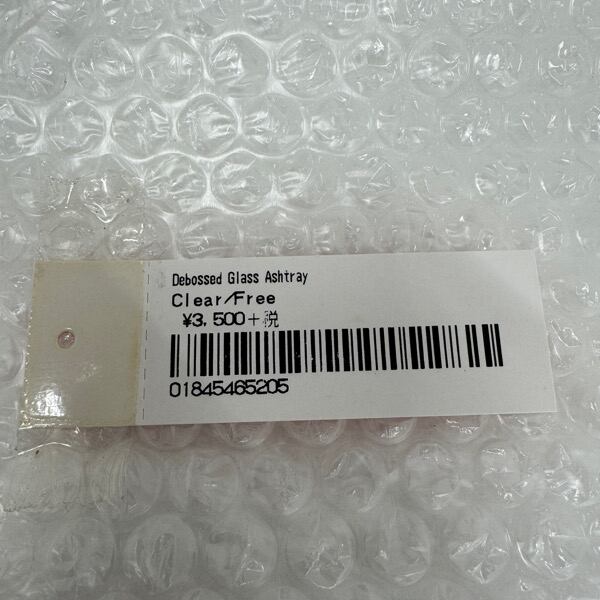 Debossed Glass Ashtray
Clear/Free
¥3,500+税
01845465205